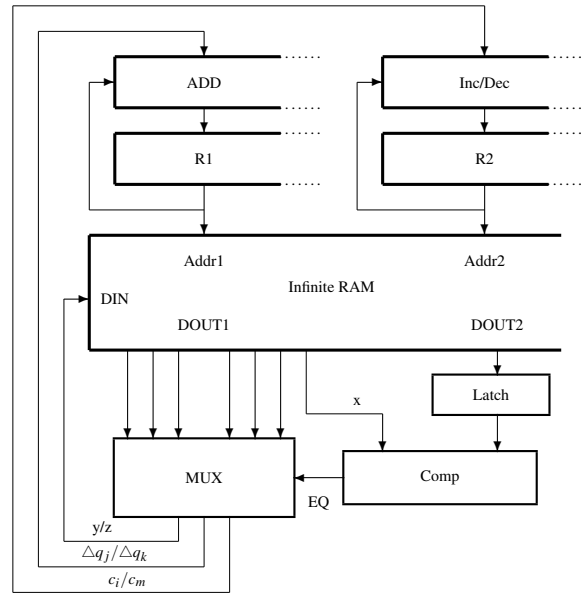 ADD
Inc/Dec
R1
R2
Addr1
Addr2
Infinite RAM
DIN
DOUT1
DOUT2
Latch
x
MUX
Comp
EQ
y/z
△q_j/△q_k
c_i/c_m